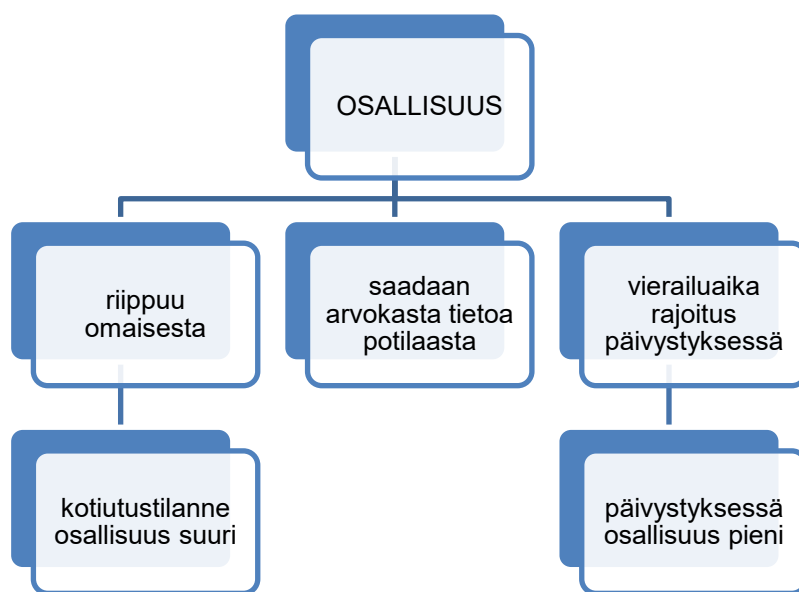 OSALLISUUS
riippuu
omaisesta
saadaan
arvokasta tietoa
potilaasta
vierailuaika
rajoitus
päivystyksessä
kotiutustilanne
osallisuus suuri
päivystyksessä
osallisuus pieni